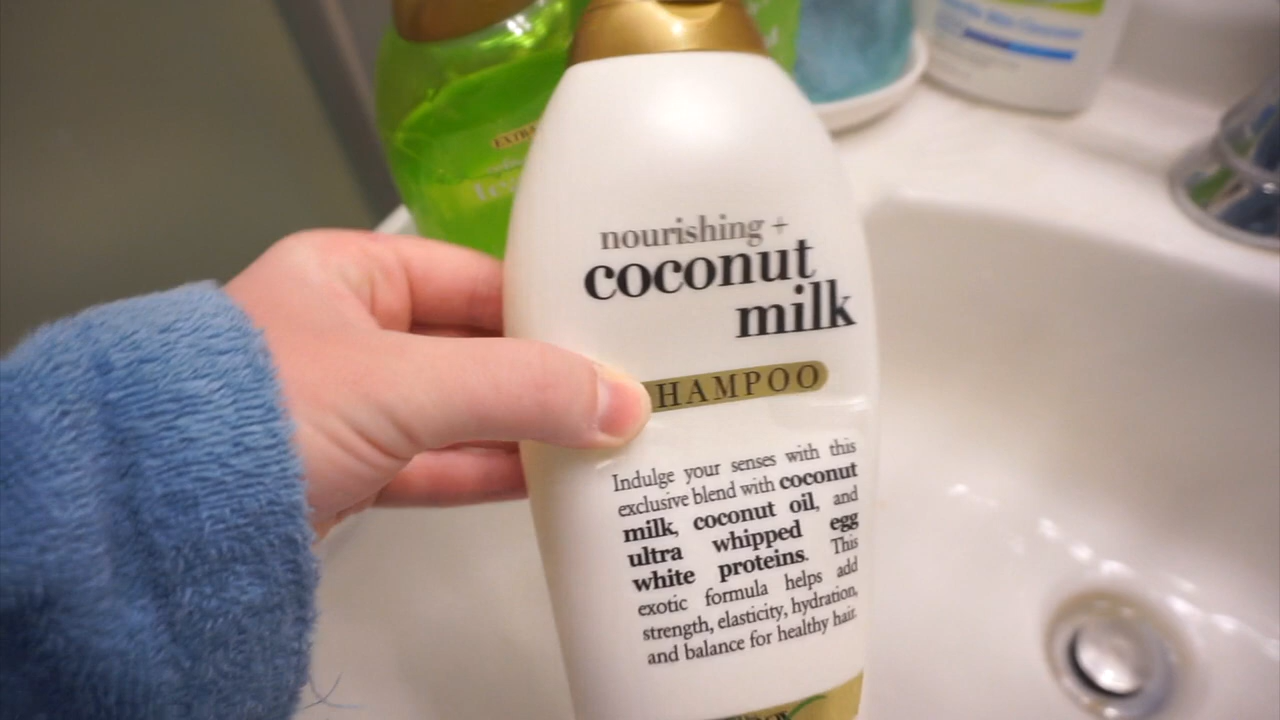 nourishing +
coconut
milk
HAMPOO
Indulge your senses with this
exclusive blend with coconut
milk, coconut oil, and
ultra whipped egg
white proteins. This
exotic formula helps add
strength, elasticity, hydration,
and balance for healthy hair.